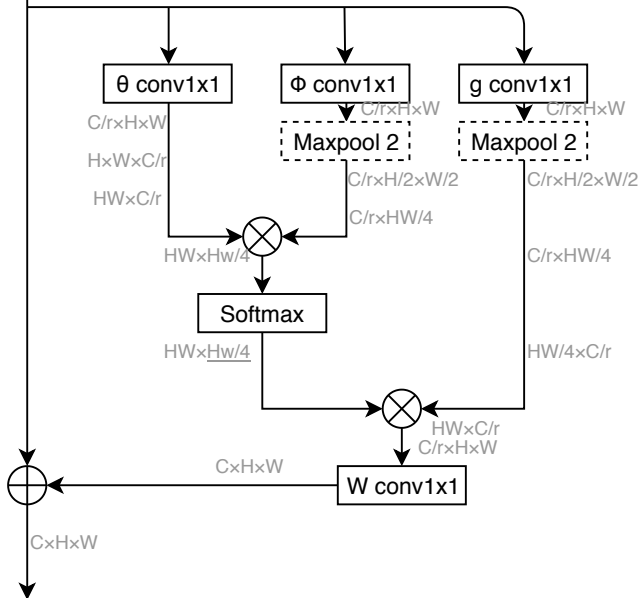 θ conv1x1
Φ conv1x1
g conv1x1
C/r×H×W
C/r×H×W
C/r×H×W
Maxpool 2
Maxpool 2
H×W×C/r
C/r×H/2×W/2
C/r×H/2×W/2
HW×C/r
C/r×HW/4
HW×Hw/4
C/r×HW/4
Softmax
HW×Hw/4
HW/4×C/r
HW×C/r
C/r×H×W
C×H×W
W conv1x1
C×H×W